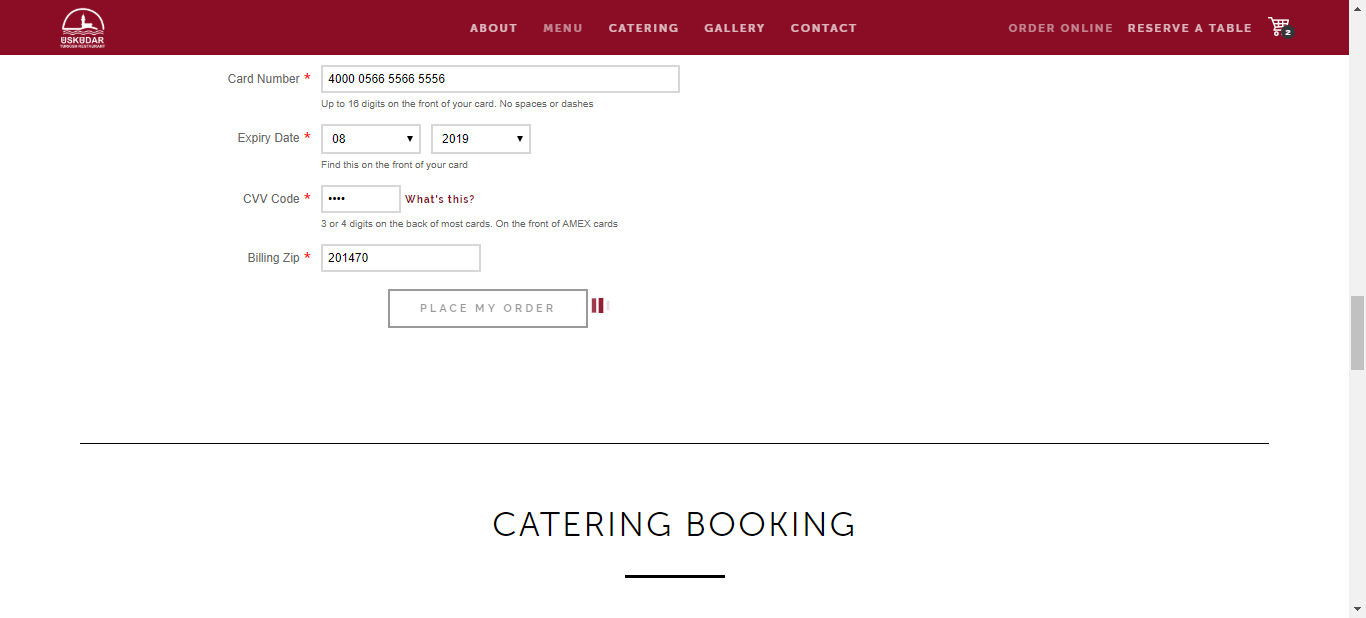 ÜSKÜDAR
TURKISH RESTAURANT
ABOUT MENU CATERING GALLERY CONTACT ORDER ONLINE RESERVE A TABLE 2
Card Number * 4000 0566 5566 5556
Up to 16 digits on the front of your card. No spaces or dashes
Expiry Date * 08 2019
Find this on the front of your card
CVV Code * •••• What's this?
3 or 4 digits on the back of most cards. On the front of AMEX cards
Billing Zip * 201470
PLACE MY ORDER
CATERING BOOKING